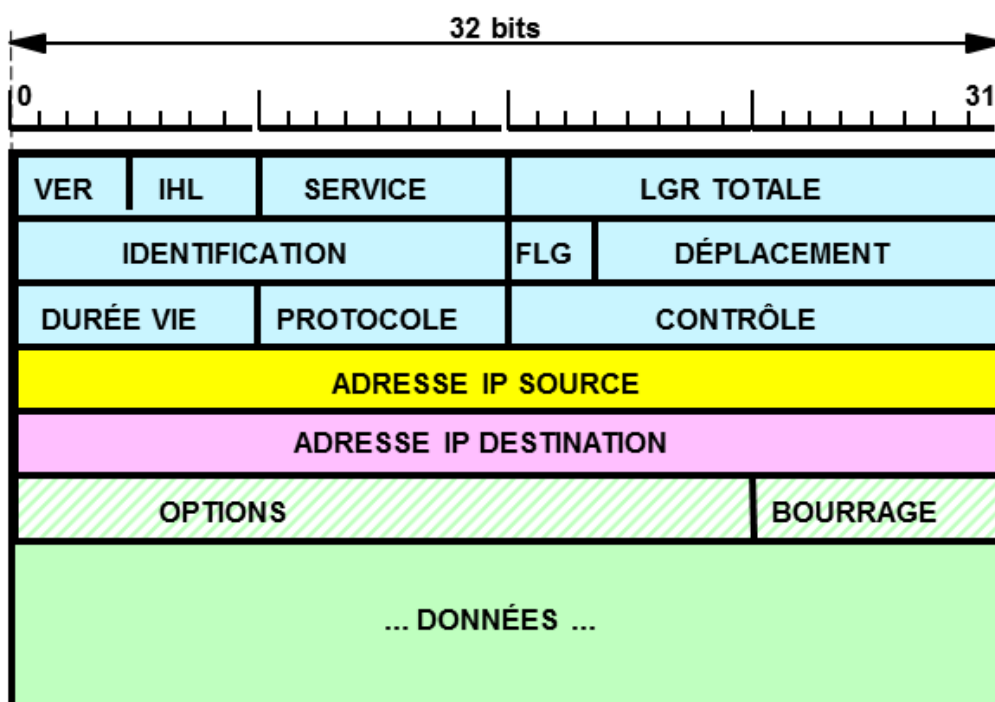 32 bits
0 31
VER IHL SERVICE LGR TOTALE
IDENTIFICATION FLG DÉPLACEMENT
DURÉE VIE PROTOCOLE CONTRÔLE
ADRESSE IP SOURCE
ADRESSE IP DESTINATION
OPTIONS BOURRAGE
... DONNÉES ...